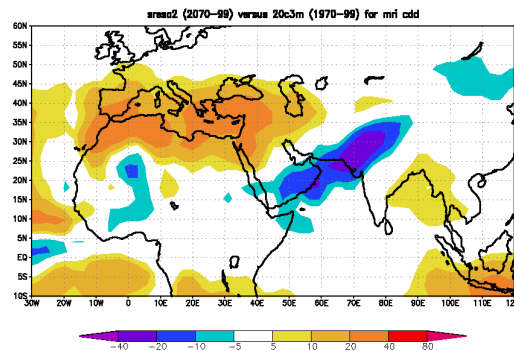 sresa2 (2070-99) versus 20c3m (1970-99) for mri cdd
60N
55N
50N
45N
40N
35N
30N
25N
20N
15N
10N
5N
EQ
5S
10S
30W 20W 10W 0 10E 20E 30E 40E 50E 60E 70E 80E 90E 100E 110E 120E
-40 -20 -10 -5 5 10 20 40 80